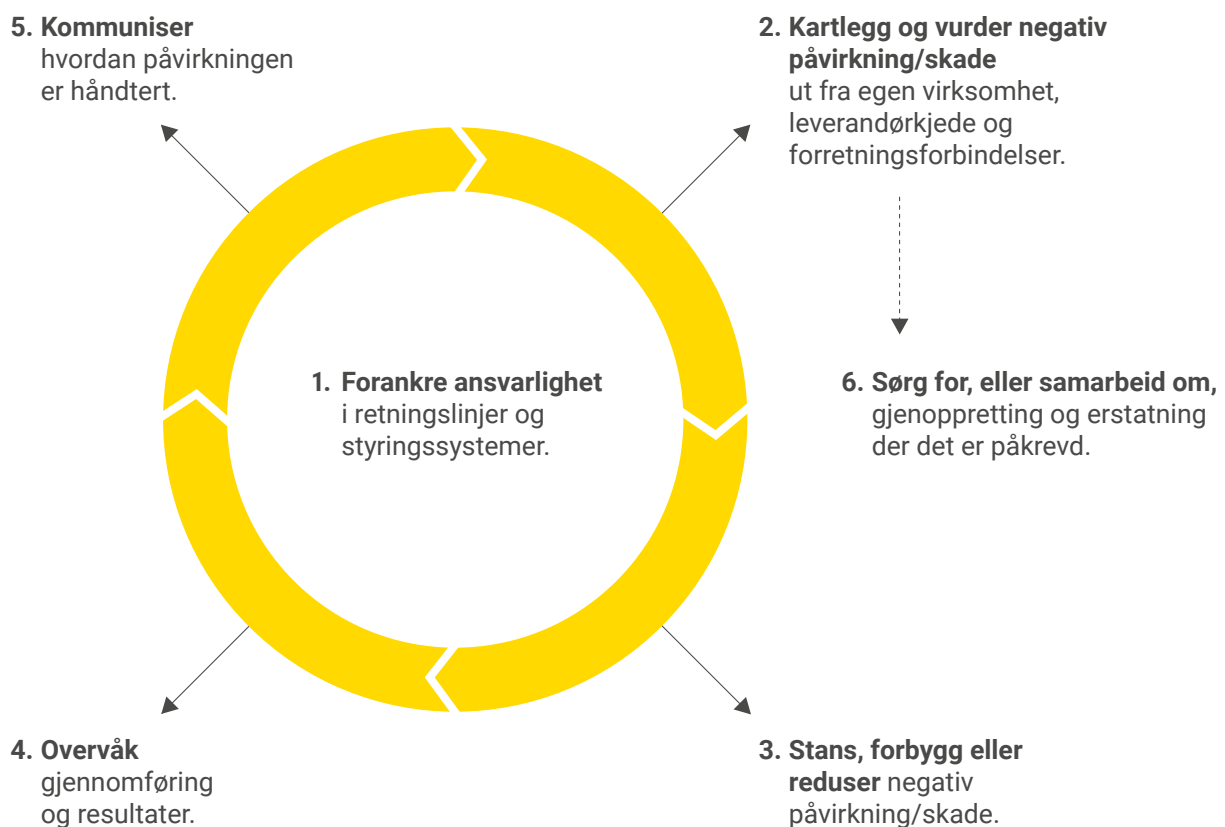 5. Kommuniser
hvordan påvirkningen
er håndtert.
2. Kartlegg og vurder negativ
påvirkning/skade
ut fra egen virksomhet,
leverandørkjede og
forretningsforbindelser.
1. Forankre ansvarlighet
i retningslinjer og
styringssystemer.
6. Sørg for, eller samarbeid om,
gjenoppretting og erstatning
der det er påkrevd.
4. Overvåk
gjennomføring
og resultater.
3. Stans, forbygg eller
reduser negativ
påvirkning/skade.